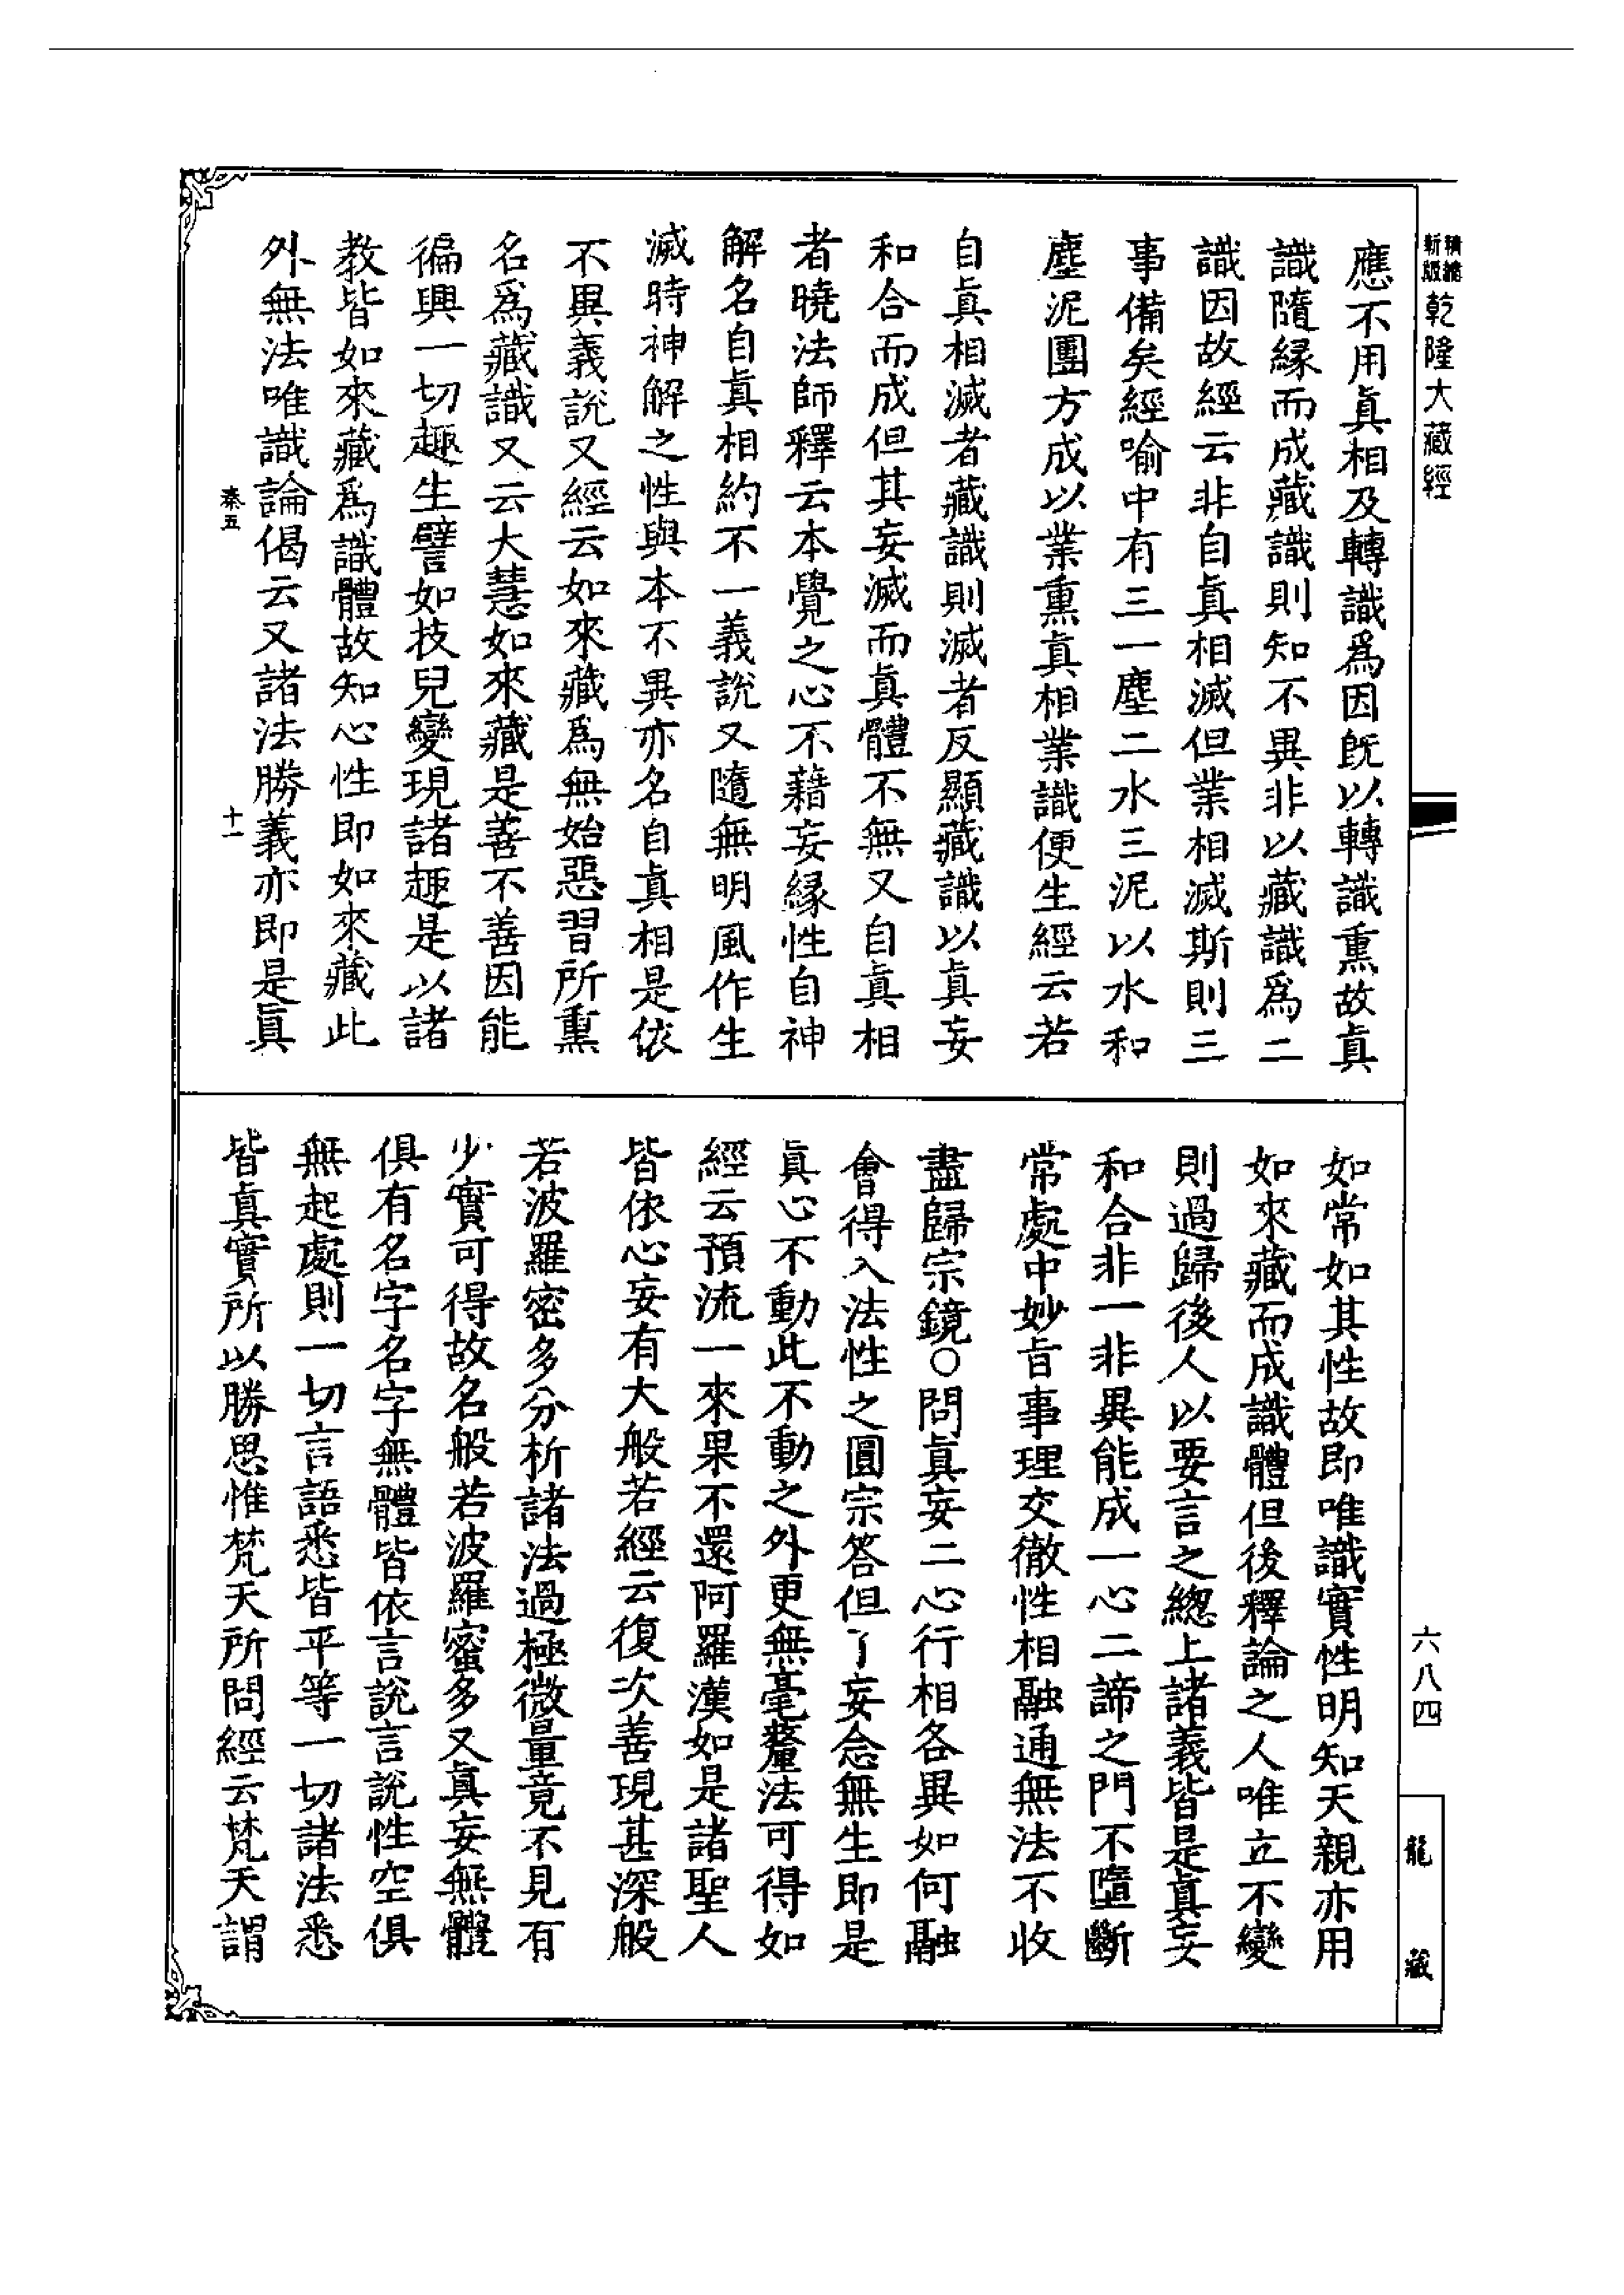 精縮
新版
乾隆大藏經
應不用眞相及轉識爲因旣以轉識熏故眞
識隨緣而成藏識則知不異非以藏識爲二
識因故經云非自眞相滅但業相滅斯則三
事備矣經喻中有三一塵二水三泥以水和
塵泥團方成以業熏眞相業識便生經云若
自眞相滅者藏識則滅者反顯藏識以眞妄
和合而成但其妄滅而眞體不無又自眞相
者曉法師釋云本覺之心不藉妄緣性自神
解名自眞相約不一義說又隨無明風作生
滅時神解之性與本不異亦名自眞相是依
不異義說又經云如來藏爲無始惡習所熏
名爲藏識又云大慧如來藏是善不善因能
徧興一切趣生譬如技兒變現諸趣是以諸
教皆如來藏爲識體故知心性即如來藏此
外無法唯識論偈云又諸法勝義亦即是眞
秦五
十一
如常如其性故即唯識實性明知天親亦用
如來藏而成識體但後釋論之人唯立不變
則過歸後人以要言之總上諸義皆是眞妄
和合非一非異能成一心二諦之門不墮斷
常處中妙旨事理交徹性相融通無法不收
盡歸宗鏡○問眞妄二心行相各異如何融
會得入法性之圓宗答但了妄念無生即是
眞心不動此不動之外更無毫釐法可得如
經云預流一來果不還阿羅漢如是諸聖人
皆依心妄有大般若經云復次善現甚深般
若波羅密多分析諸法過極微量竟不見有
少實可得故名般若波羅蜜多又眞妄無體
俱有名字名字無體皆依言說言說性空俱
無起處則一切言語悉皆平等一切諸法悉
皆眞實所以勝思惟梵天所問經云梵天謂
六八四
龍藏